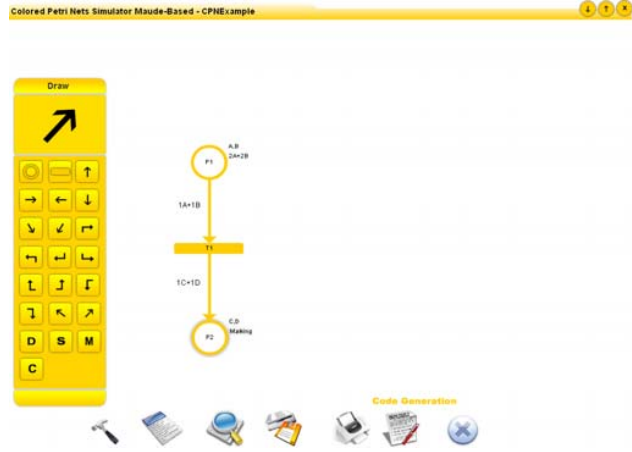 Colored Petri Nets Simulator Maude-Based - CPNExample
Draw
A,B
P1
2A+2B
1A+1B
T1
1C+1D
C,D
Making
P2
D S M
C
Code Generation